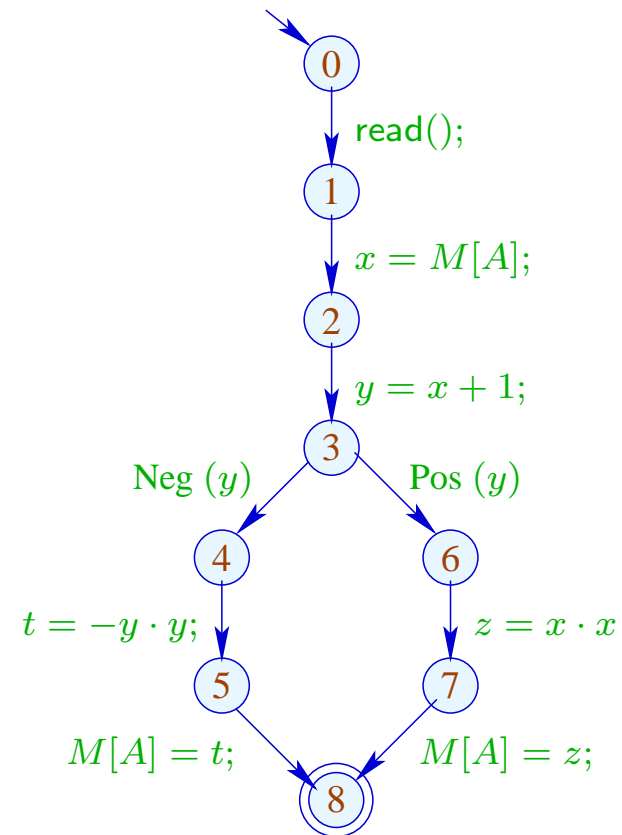 0
read();
1
x = M[A];
2
y = x + 1;
3
Neg (y) Pos (y)
4 6
t = −y · y; z = x · x
5 7
M[A] = t; M[A] = z;
8